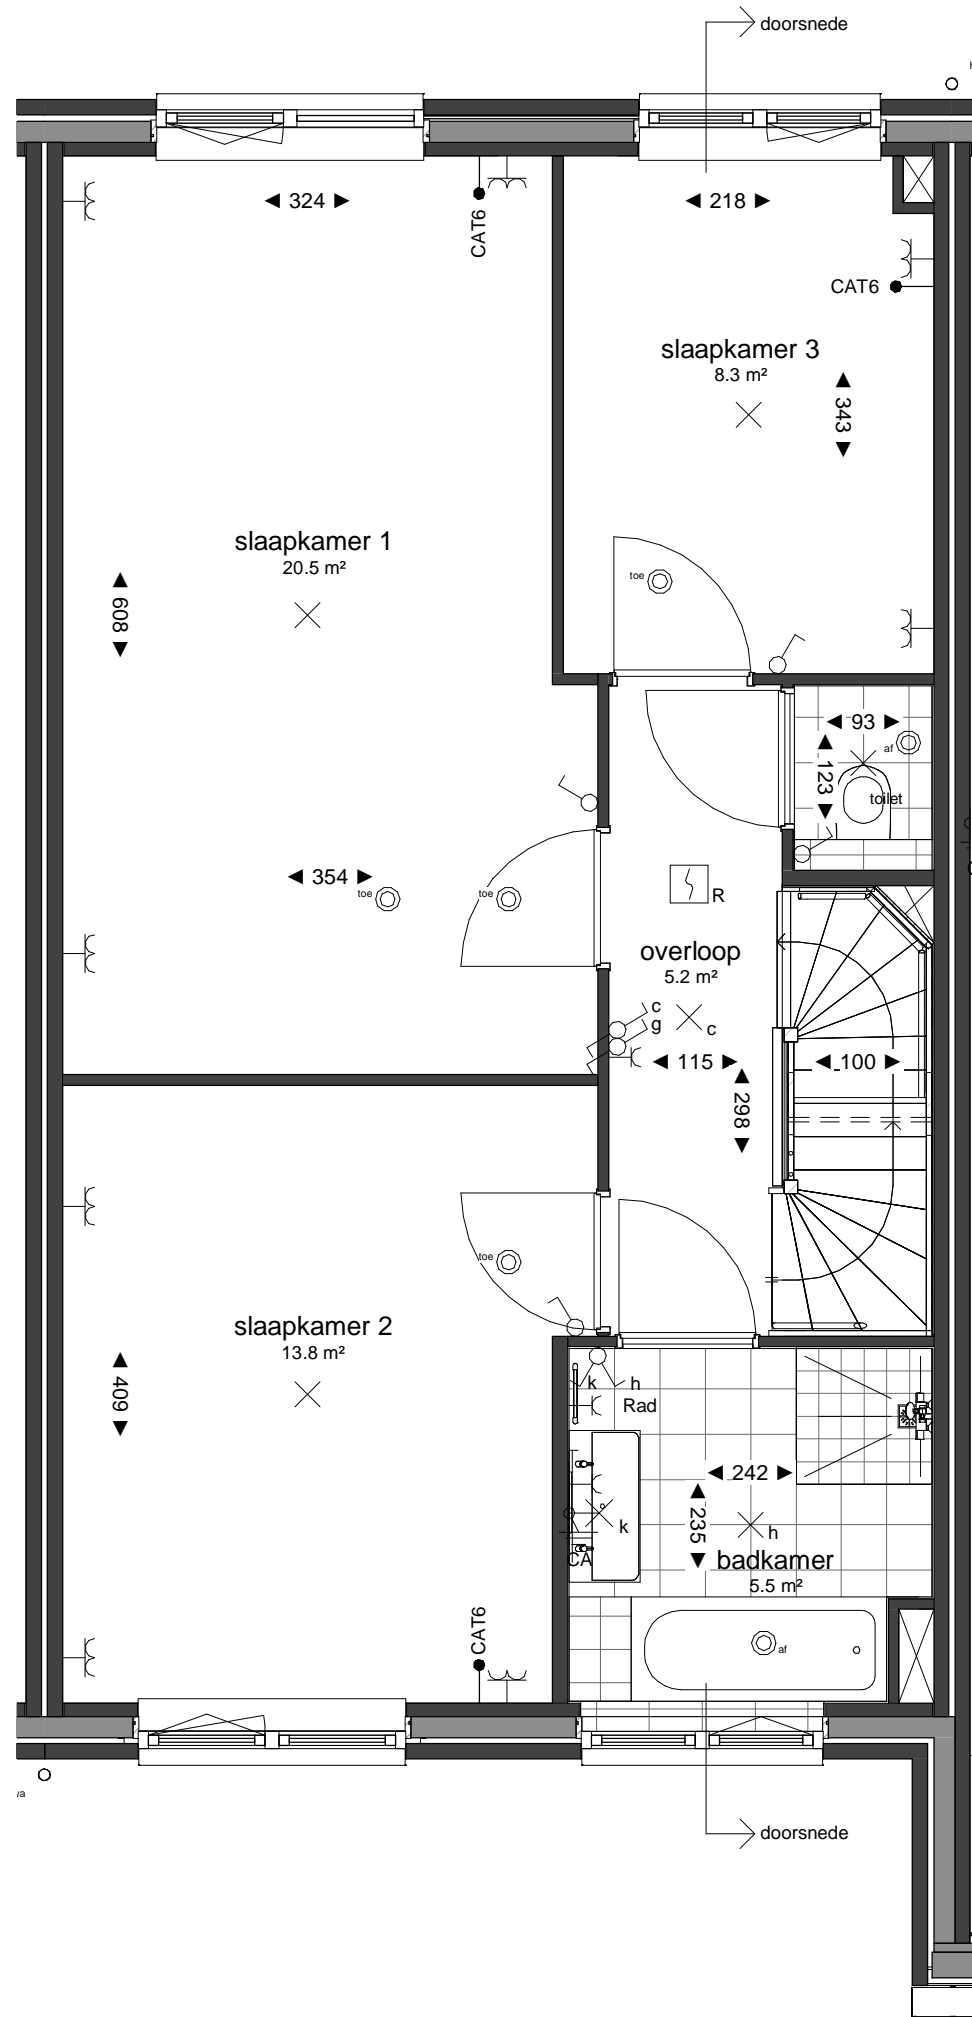 doorsnede
324
218
CAT6
CAT6
slaapkamer 3
8.3 m²
343
slaapkamer 1
20.5 m²
toe
608
93
af
123
toilet
354
toe
toe
R
overloop
5.2 m²
c
g
c
115
100
298
toe
slaapkamer 2
13.8 m²
409
k
h
Rad
242
235
k
h
CA
badkamer
5.5 m²
CAT6
af
doorsnede